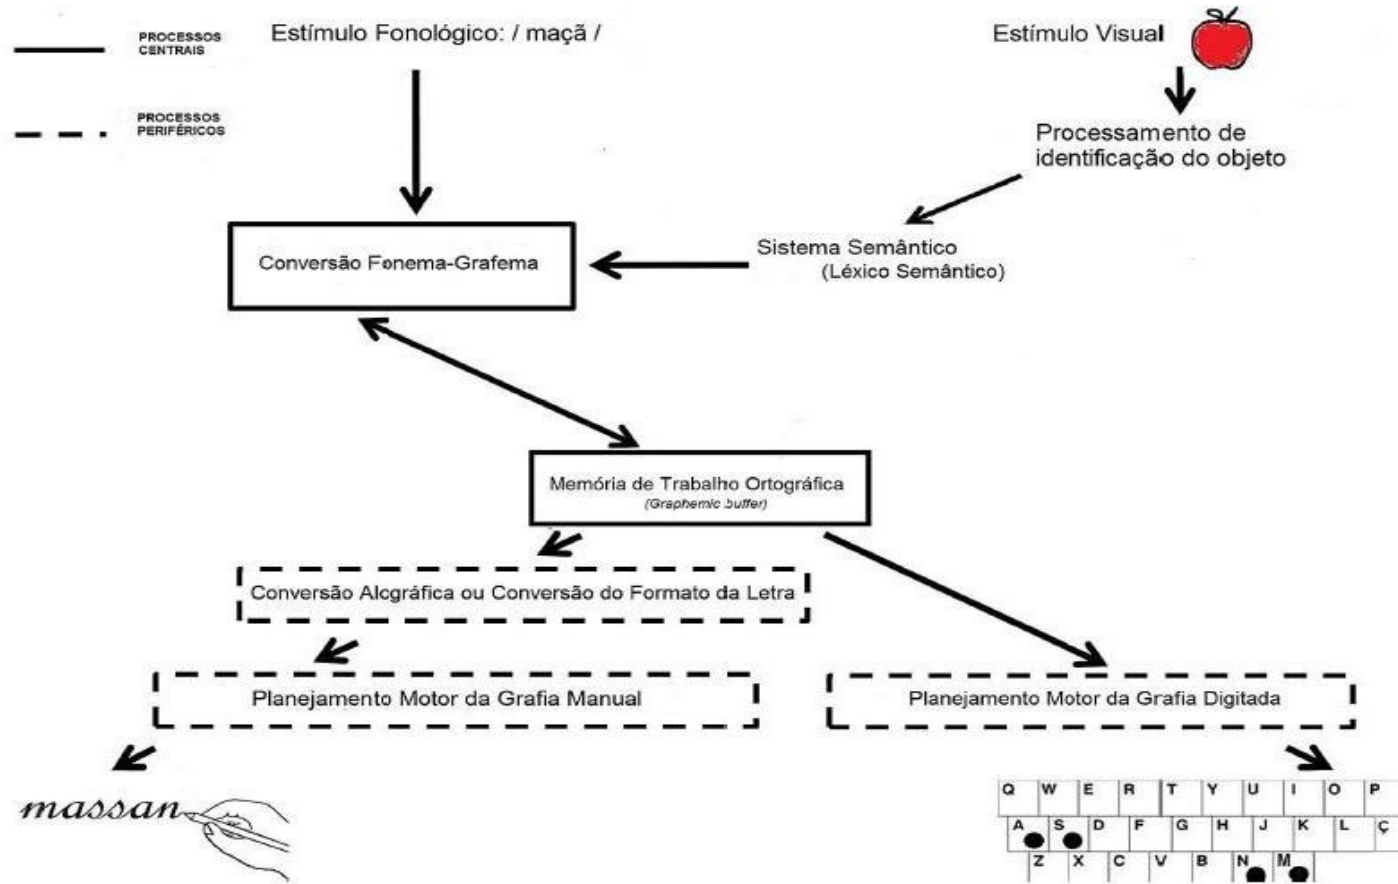 PROCESSOS
CENTRAIS
Estímulo Fonológico: / maçã /
Estímulo Visual
PROCESSOS
PERIFÉRICOS
Processamento de
identificação do objeto
Conversão Fonema-Grafema
Sistema Semântico
(Léxico Semântico)
Memória de Trabalho Ortográfica
(Graphemic buffer)
Conversão Alográfica ou Conversão do Formato da Letra
Planejamento Motor da Grafia Manual
Planejamento Motor da Grafia Digitada
massan
Q W E R T Y U I O P
A S D F G H J K L Ç
Z X C V B N M